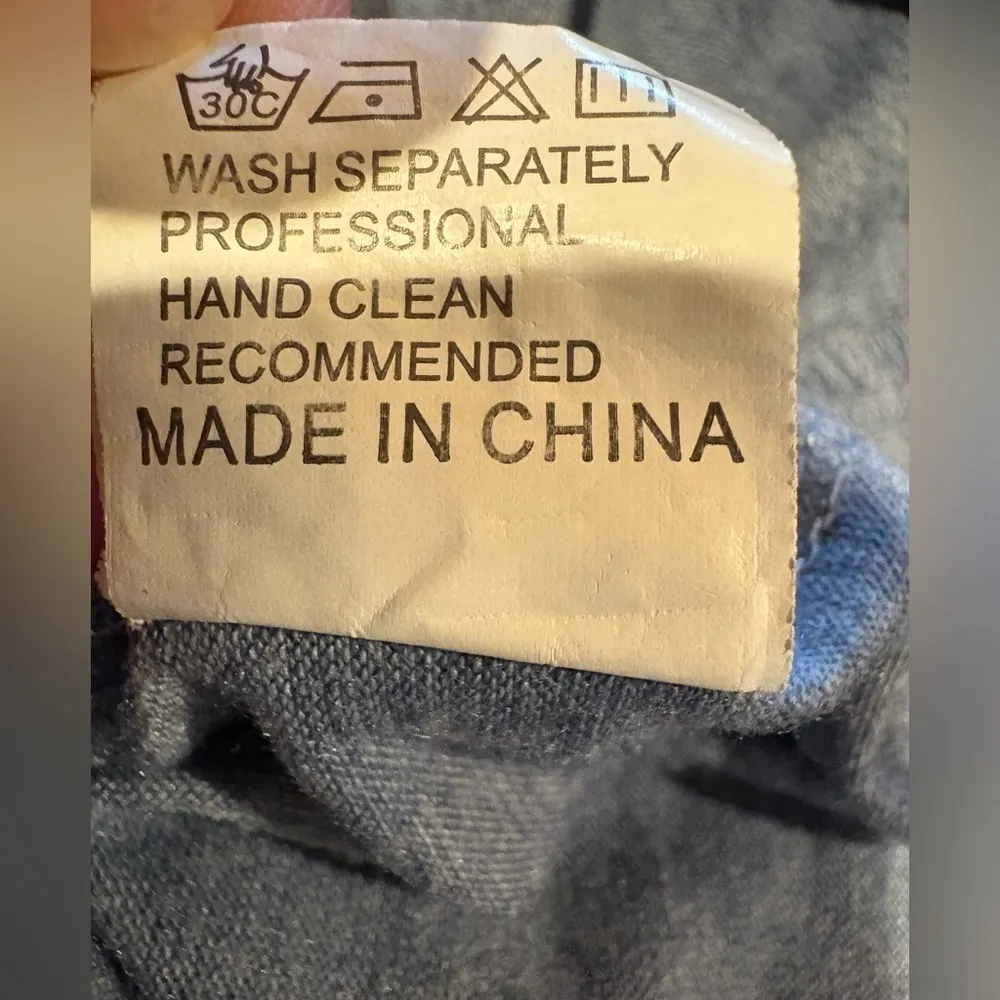 30C
WASH SEPARATELY
PROFESSIONAL
HAND CLEAN
RECOMMENDED
MADE IN CHINA